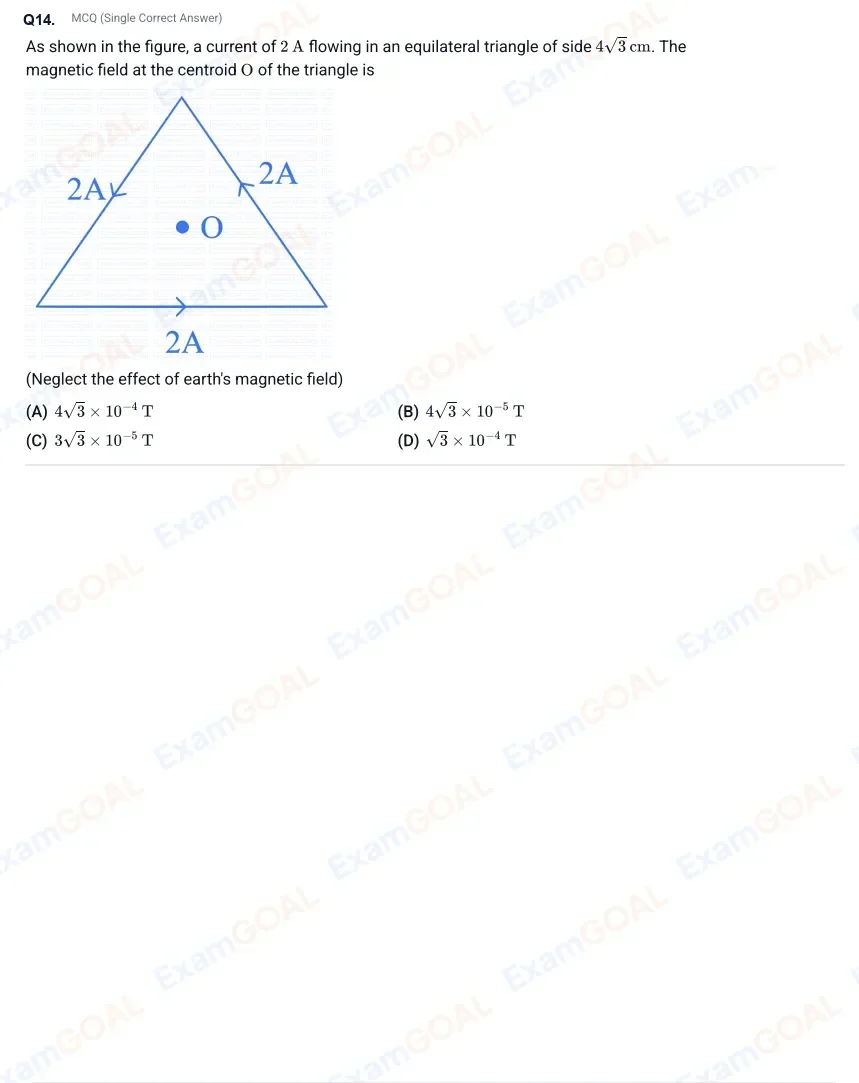 Q14. MCQ (Single Correct Answer)
As shown in the figure, a current of 2 A flowing in an equilateral triangle of side 4√3 cm. The
magnetic field at the centroid O of the triangle is
2A
2A
O
2A
(Neglect the effect of earth's magnetic field)
(A) 4√3 × 10⁻⁴ T
(B) 4√3 × 10⁻⁵ T
(C) 3√3 × 10⁻⁵ T
(D) √3 × 10⁻⁴ T
ExamGOAL